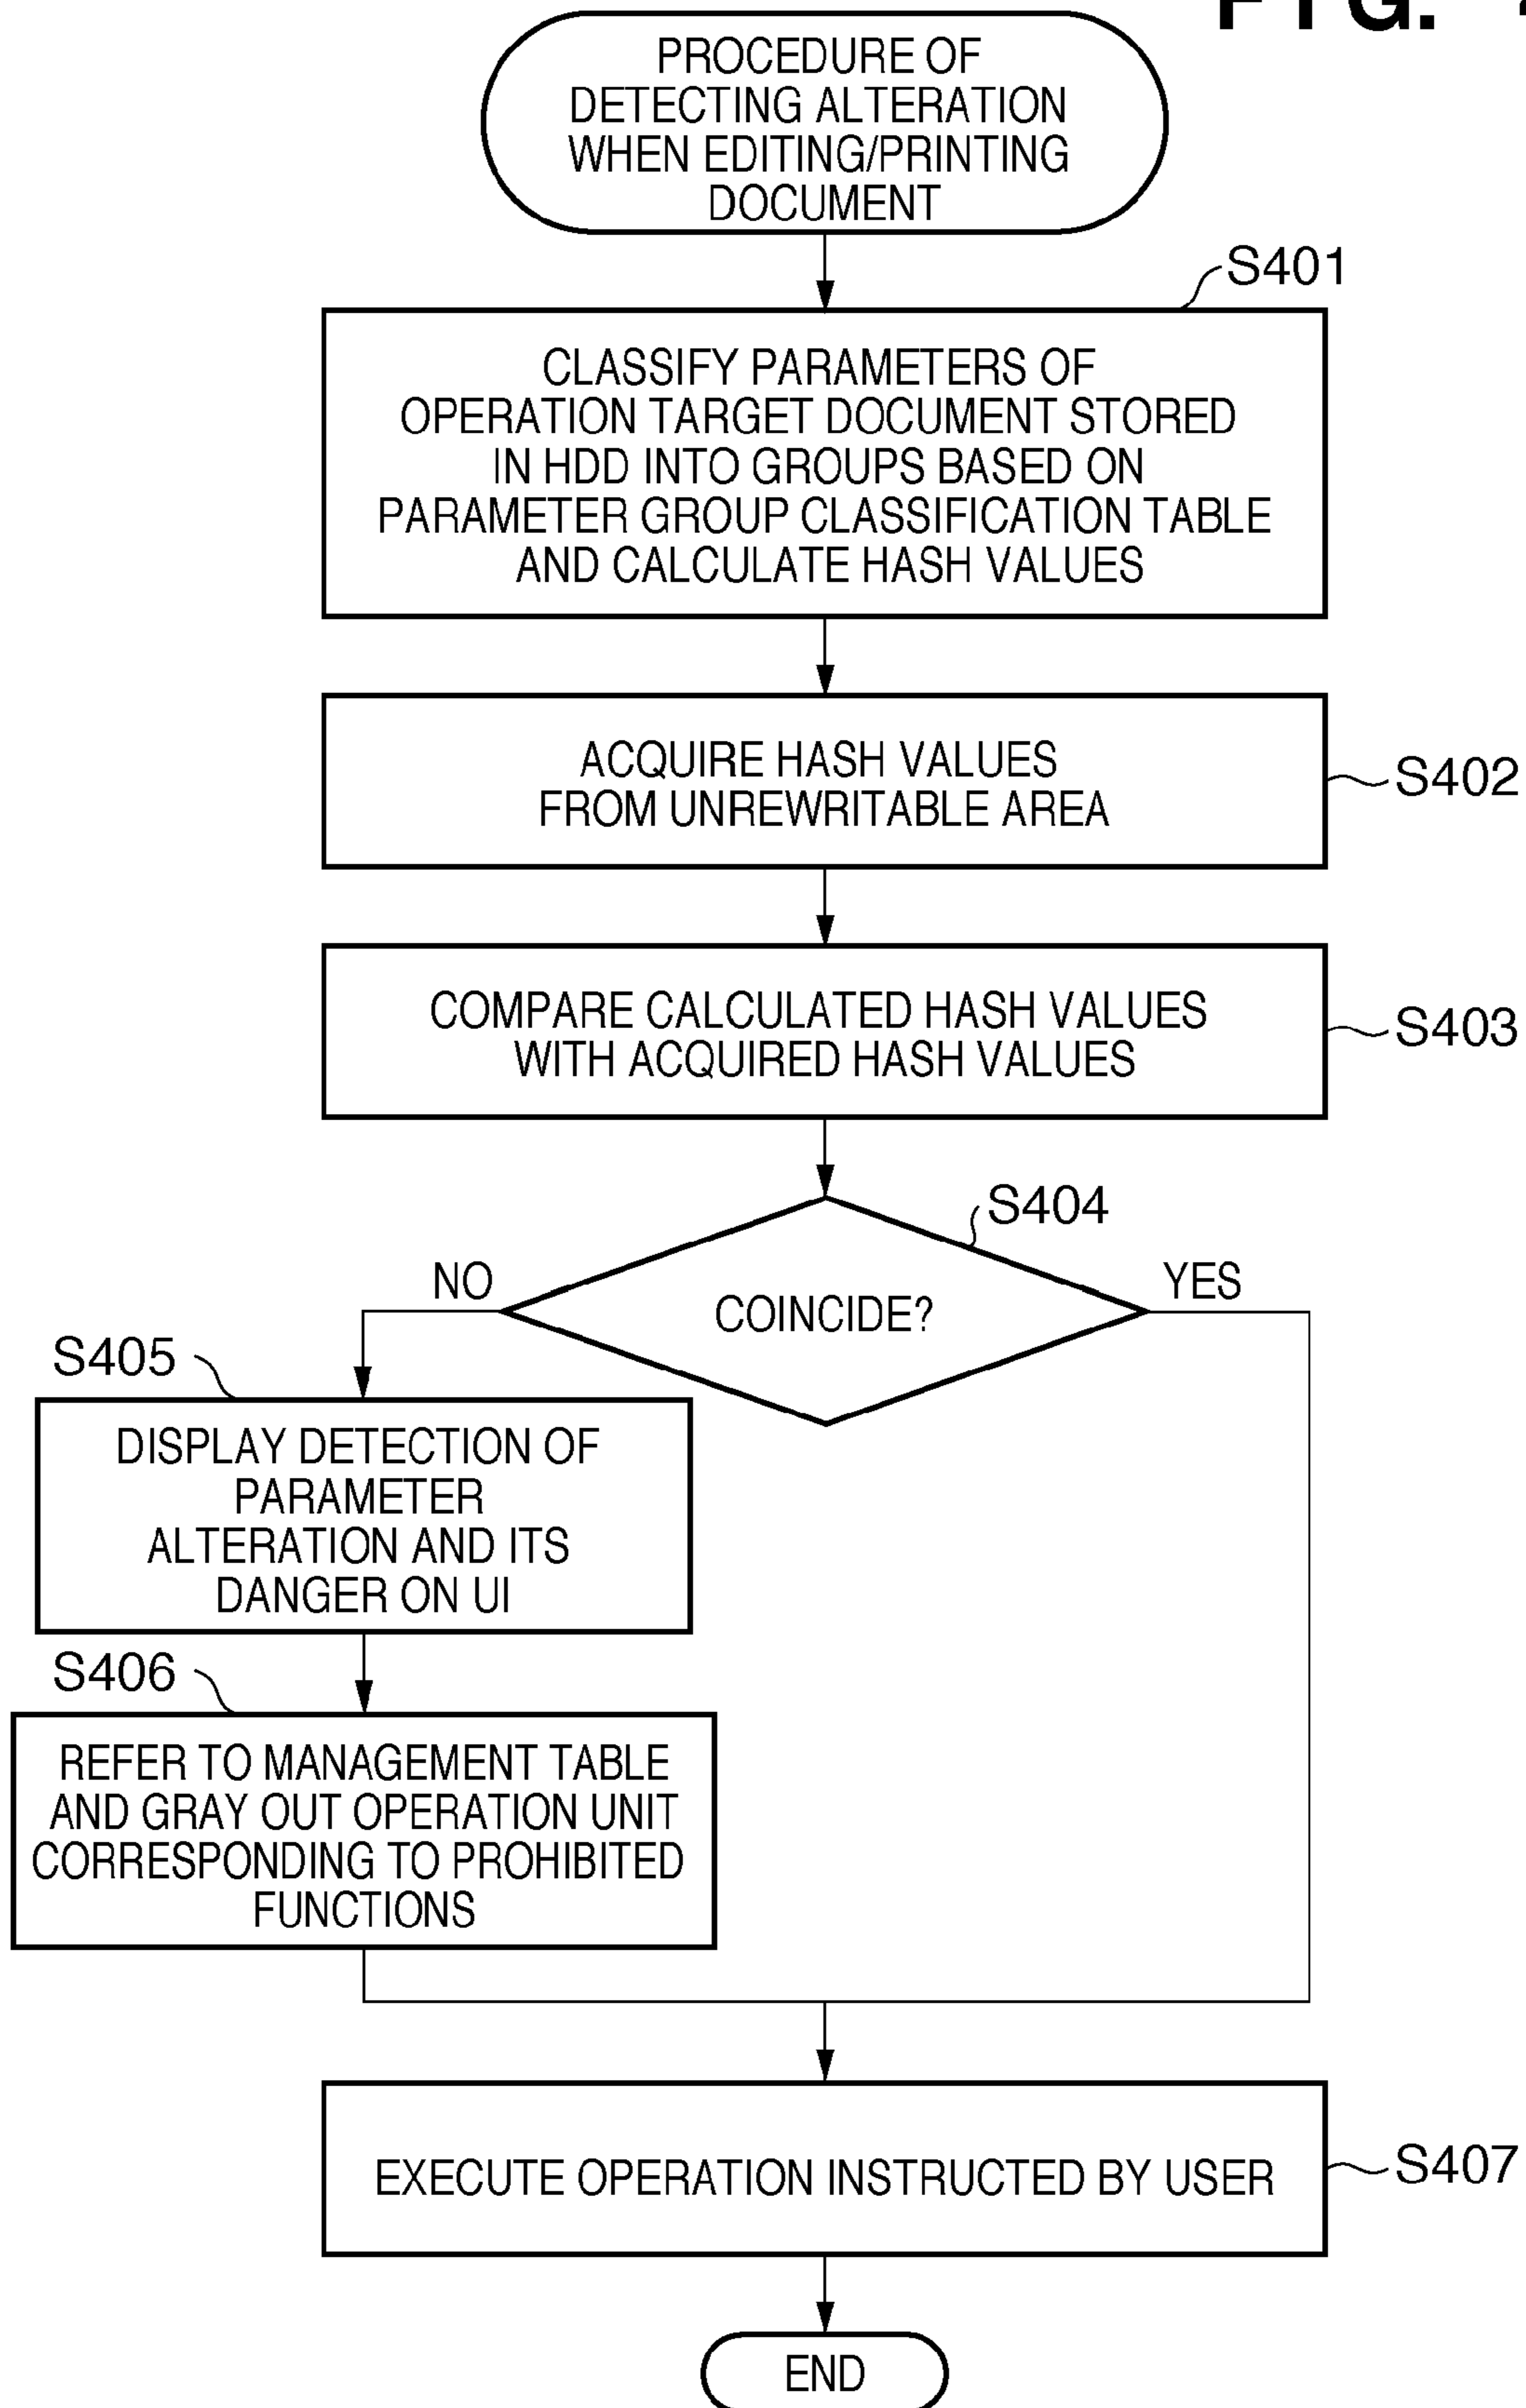 FIG.
PROCEDURE OF
DETECTING ALTERATION
WHEN EDITING/PRINTING
DOCUMENT
S401
CLASSIFY PARAMETERS OF
OPERATION TARGET DOCUMENT STORED
IN HDD INTO GROUPS BASED ON
PARAMETER GROUP CLASSIFICATION TABLE
AND CALCULATE HASH VALUES
ACQUIRE HASH VALUES
FROM UNREWRITABLE AREA
S402
COMPARE CALCULATED HASH VALUES
WITH ACQUIRED HASH VALUES
S403
S404
NO
COINCIDE?
YES
S405
DISPLAY DETECTION OF
PARAMETER
ALTERATION AND ITS
DANGER ON UI
S406
REFER TO MANAGEMENT TABLE
AND GRAY OUT OPERATION UNIT
CORRESPONDING TO PROHIBITED
FUNCTIONS
EXECUTE OPERATION INSTRUCTED BY USER
S407
END